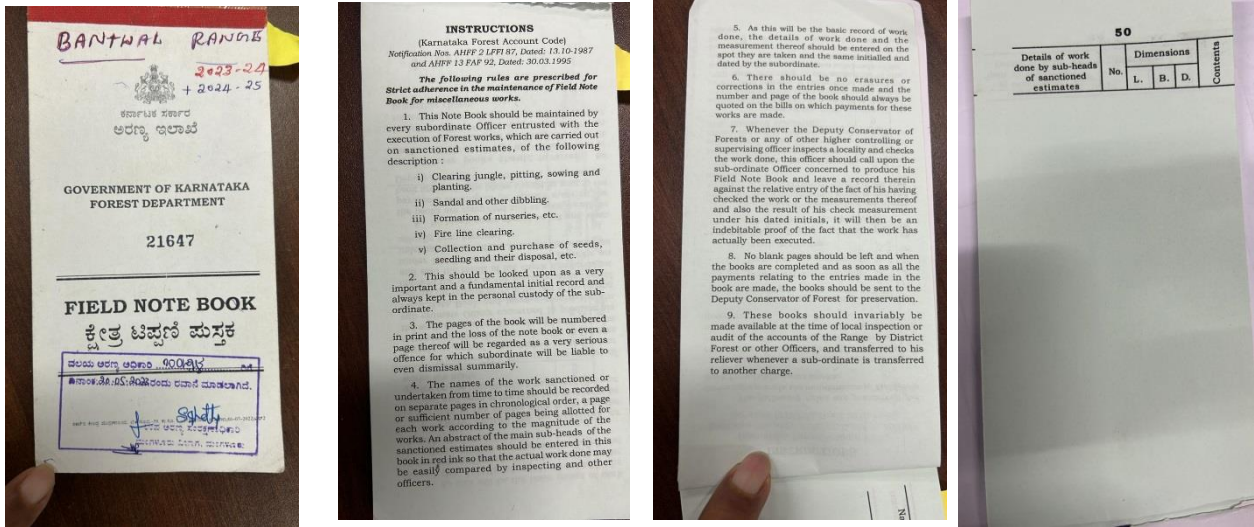 BANTWAL RANGE
2023-24
+ 2024-25
ಕರ್ನಾಟಕ ಸರ್ಕಾರ
ಅರಣ್ಯ ಇಲಾಖೆ
GOVERNMENT OF KARNATAKA
FOREST DEPARTMENT
21647
FIELD NOTE BOOK
ಕ್ಷೇತ್ರ ಟಿಪ್ಪಣಿ ಪುಸ್ತಕ
ವಲಯ ಅರಣ್ಯ ಅಧಿಕಾರಿ
ರಂದು ರವಾನೆ ಮಾಡಲಾಗಿದೆ.
ಅರಣ್ಯ ಸಂರಕ್ಷಣಾಧಿಕಾರಿ
ಮಂಗಳೂರು ವಿಭಾಗ, ಮಂಗಳೂರು
INSTRUCTIONS
(Karnataka Forest Account Code)
Notification Nos. AHFF 2 LFFI 87, Dated: 13.10-1987
and AHFF 13 FAF 92, Dated: 30.03.1995
The following rules are prescribed for
Strict adherence in the maintenance of Field Note
Book for miscellaneous works.
1. This Note Book should be maintained by
every subordinate Officer entrusted with the
execution of Forest works, which are carried out
on sanctioned estimates, of the following
description :
i) Clearing jungle, pitting, sowing and
planting.
ii) Sandal and other dibbling.
iii) Formation of nurseries, etc.
iv) Fire line clearing.
v) Collection and purchase of seeds,
seedling and their disposal, etc.
2. This should be looked upon as a very
important and a fundamental initial record and
always kept in the personal custody of the sub-
ordinate.
3. The pages of the book will be numbered
in print and the loss of the note book or even a
page thereof will be regarded as a very serious
offence for which subordinate will be liable to
even dismissal summarily.
4. The names of the work sanctioned or
undertaken from time to time should be recorded
on separate pages in chronological order, a page
or sufficient number of pages being allotted for
each work according to the magnitude of the
works. An abstract of the main sub-heads of the
sanctioned estimates should be entered in this
book in red ink so that the actual work done may
be easily compared by inspecting and other
officers.
5. As this will be the basic record of work
done, the details of work done and the
measurement thereof should be entered on the
spot they are taken and the same initialled and
dated by the subordinate.
6. There should be no erasures or
corrections in the entries once made and the
number and page of the book should always be
quoted on the bills on which payments for these
works are made.
7. Whenever the Deputy Conservator of
Forests or any of other higher controlling or
supervising officer inspects a locality and checks
the work done, this officer should call upon the
sub-ordinate Officer concerned to produce his
Field Note Book and leave a record therein
against the relative entry of the fact of his having
checked the work or the measurements thereof
and also the result of his check measurement
under his dated initials, it will then be an
indebitable proof of the fact that the work has
actually been executed.
8. No blank pages should be left and when
the books are completed and as soon as all the
payments relating to the entries made in the
book are made, the books should be sent to the
Deputy Conservator of Forest for preservation.
9. These books should invariably be
made available at the time of local inspection or
audit of the accounts of the Range by District
Forest or other Officers, and transferred to his
reliever whenever a sub-ordinate is transferred
to another charge.
50
Details of work
done by sub-heads
of sanctioned
estimates
No.
Dimensions
L. B. D.
Contents